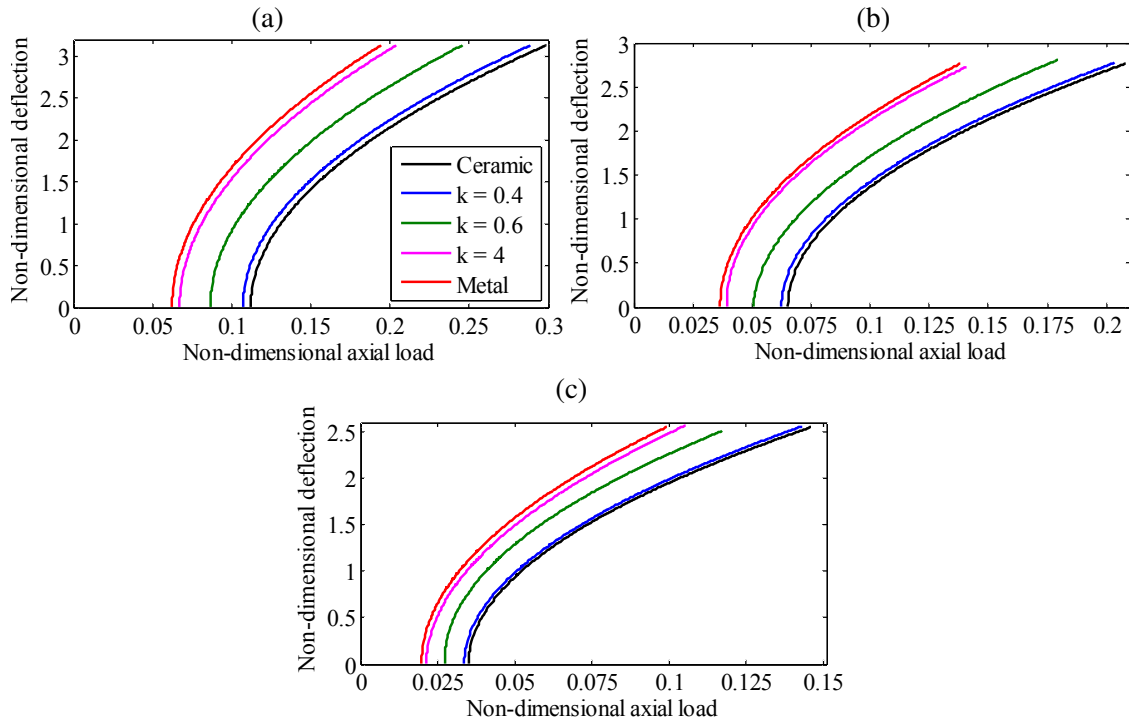 (a)
Non-dimensional deflection
3
2.5
2
1.5
1
0.5
0
0 0.05 0.1 0.15 0.2 0.25 0.3
Non-dimensional axial load
Ceramic
k = 0.4
k = 0.6
k = 4
Metal
(b)
Non-dimensional deflection
3
2.5
2
1.5
1
0.5
0
0 0.025 0.05 0.075 0.1 0.125 0.15 0.175 0.2
Non-dimensional axial load
(c)
Non-dimensional deflection
2.5
2
1.5
1
0.5
0
0 0.025 0.05 0.075 0.1 0.125 0.15
Non-dimensional axial load